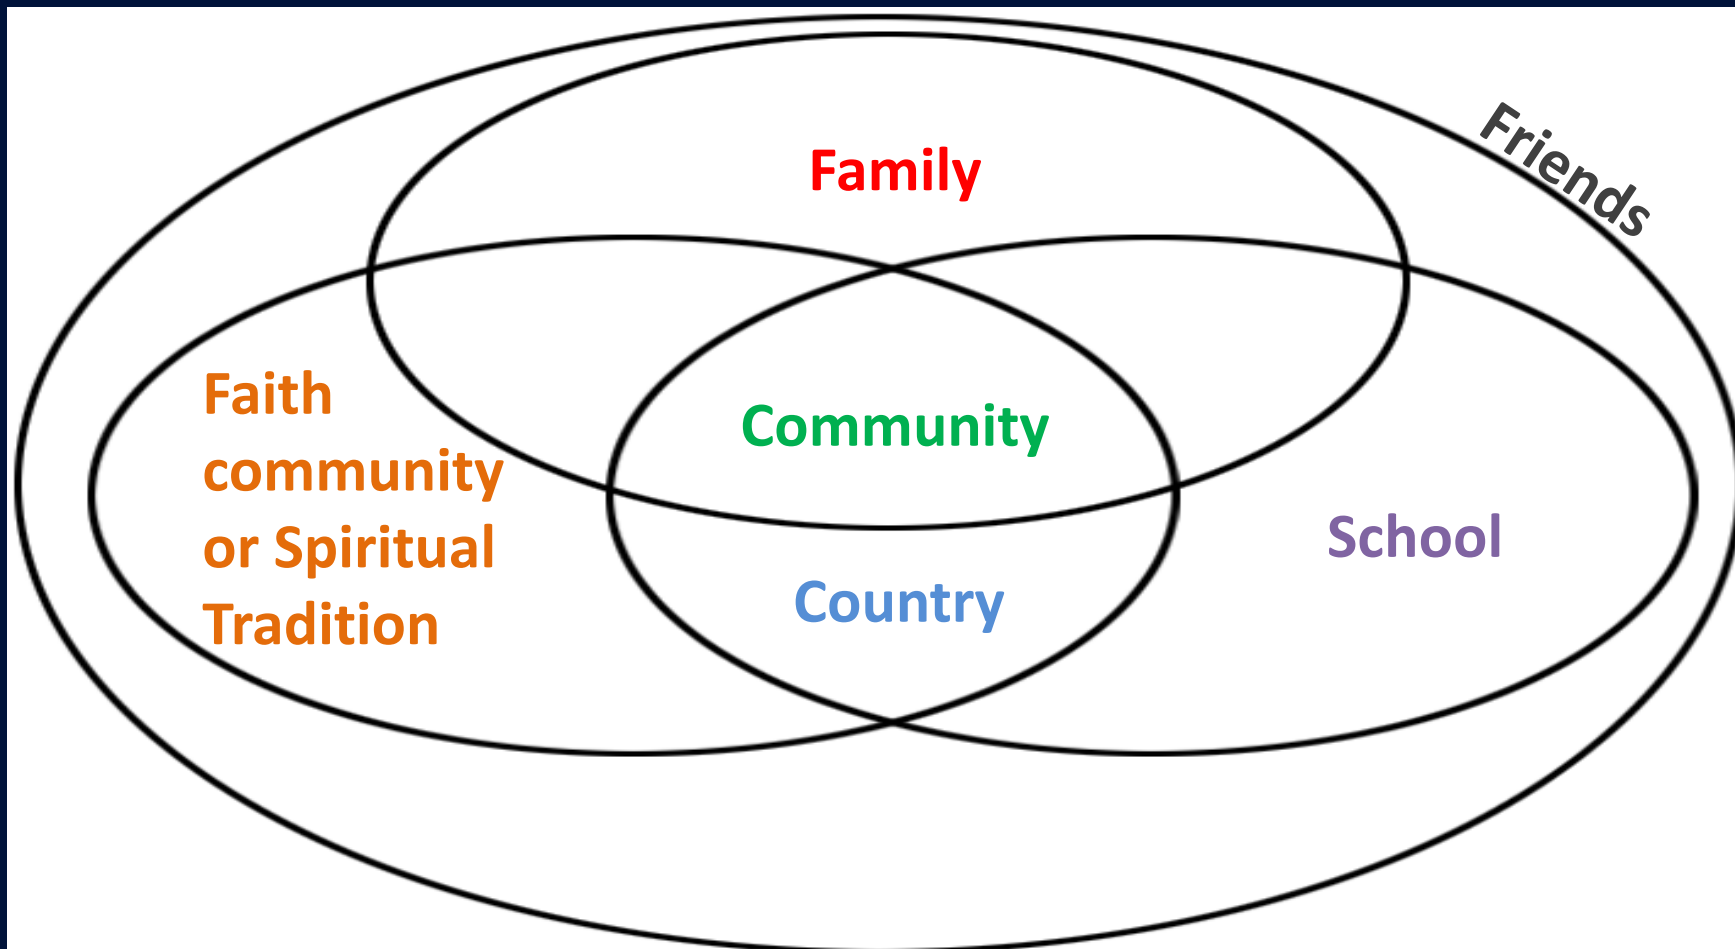 Friends
Family
Faith
community
or Spiritual
Tradition
Community
School
Country